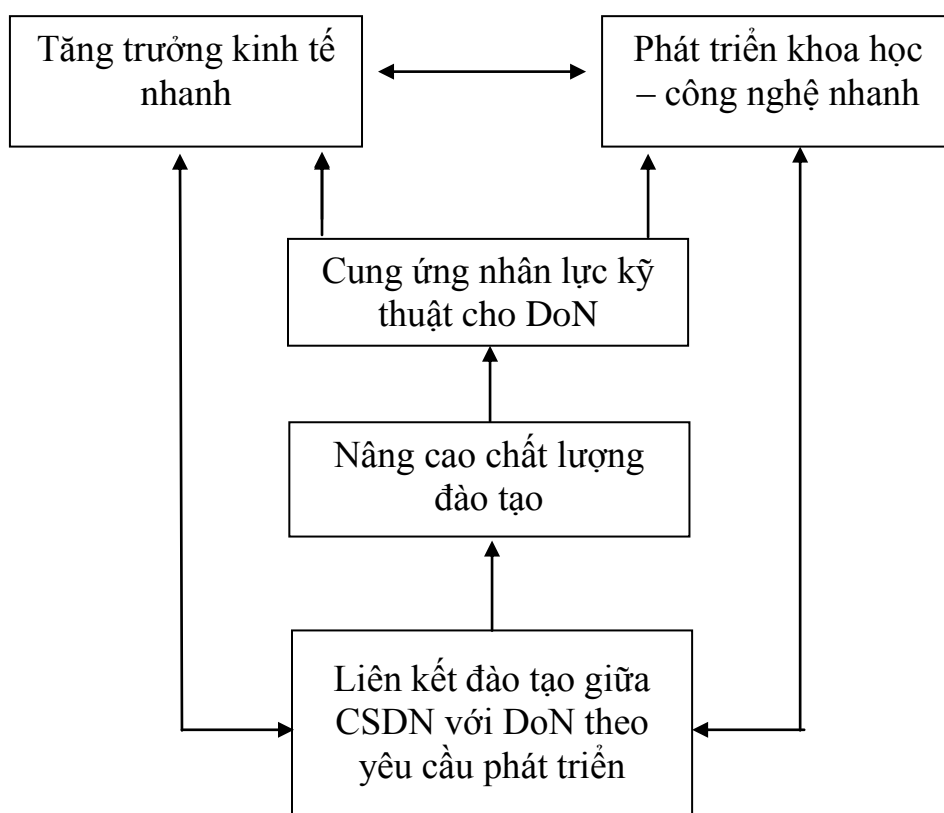 Tăng trưởng kinh tế
nhanh
Phát triển khoa học
– công nghệ nhanh
Cung ứng nhân lực kỹ
thuật cho DoN
Nâng cao chất lượng
đào tạo
Liên kết đào tạo giữa
CSDN với DoN theo
yêu cầu phát triển